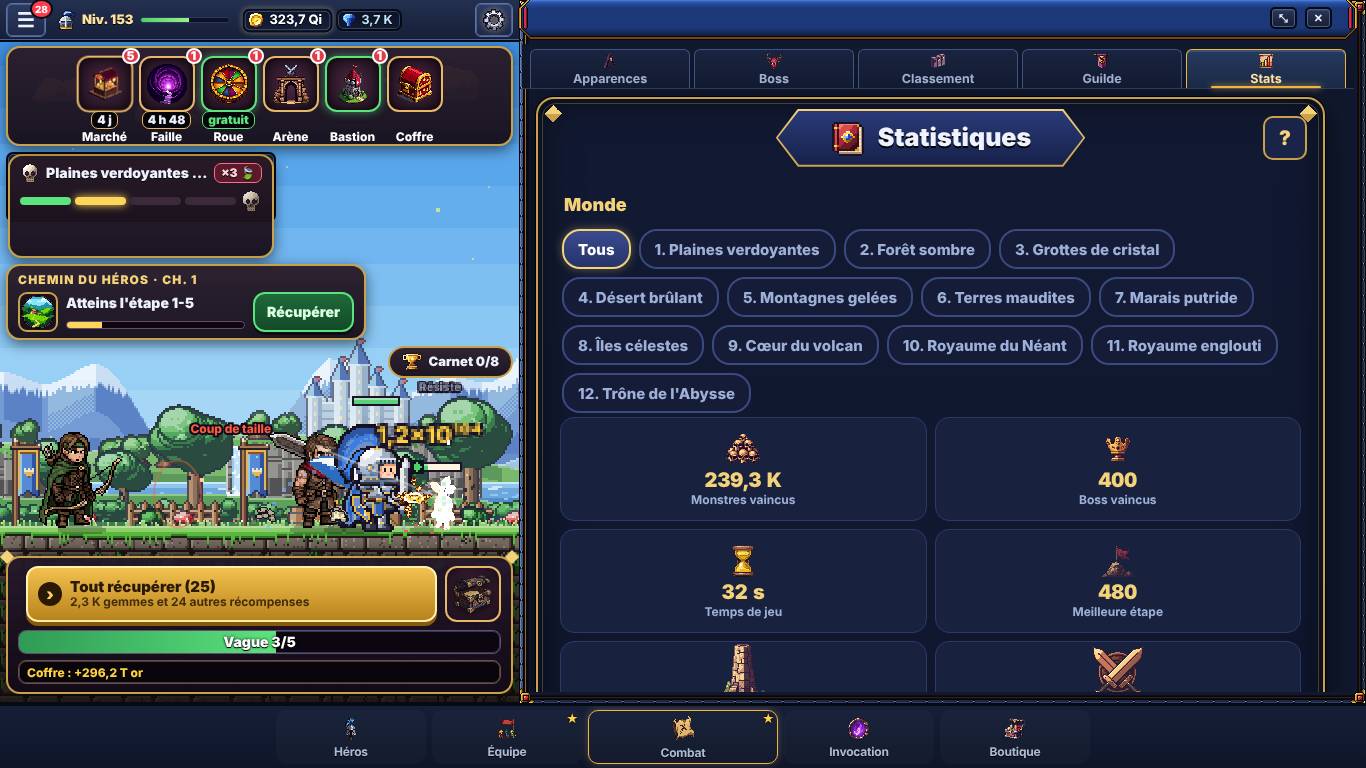 28
Niv. 153
323,7 Qi
3,7 K
5
1
1
1
1
4 j
4 h 48
gratuit
Marché
Faille
Roue
Arène
Bastion
Coffre
Plaines verdoyantes ...
×3
CHEMIN DU HÉROS · CH. 1
Atteins l'étape 1-5
Récupérer
Carnet 0/8
Résiste
Coup de taille
Tout récupérer (25)
2,3 K gemmes et 24 autres récompenses
Vague 3/5
Coffre : +296,2 T or
Apparences
Boss
Classement
Guilde
Stats
Statistiques
?
Monde
Tous
1. Plaines verdoyantes
2. Forêt sombre
3. Grottes de cristal
4. Désert brûlant
5. Montagnes gelées
6. Terres maudites
7. Marais putride
8. Îles célestes
9. Cœur du volcan
10. Royaume du Néant
11. Royaume englouti
12. Trône de l'Abysse
239,3 K
Monstres vaincus
400
Boss vaincus
32 s
Temps de jeu
480
Meilleure étape
Héros
Équipe
Combat
Invocation
Boutique